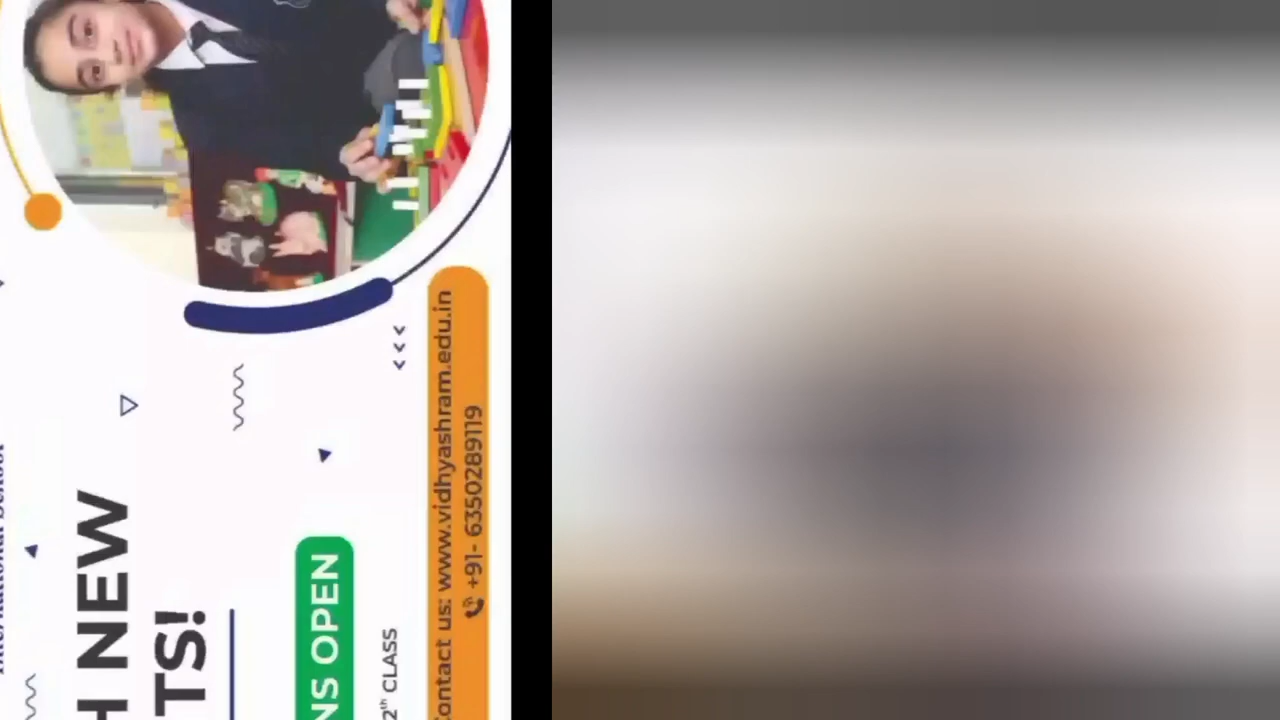 International School
H NEW
TS!
NS OPEN
2th CLASS
Contact us: www.vidhyashram.edu.in
+91- 6350289119